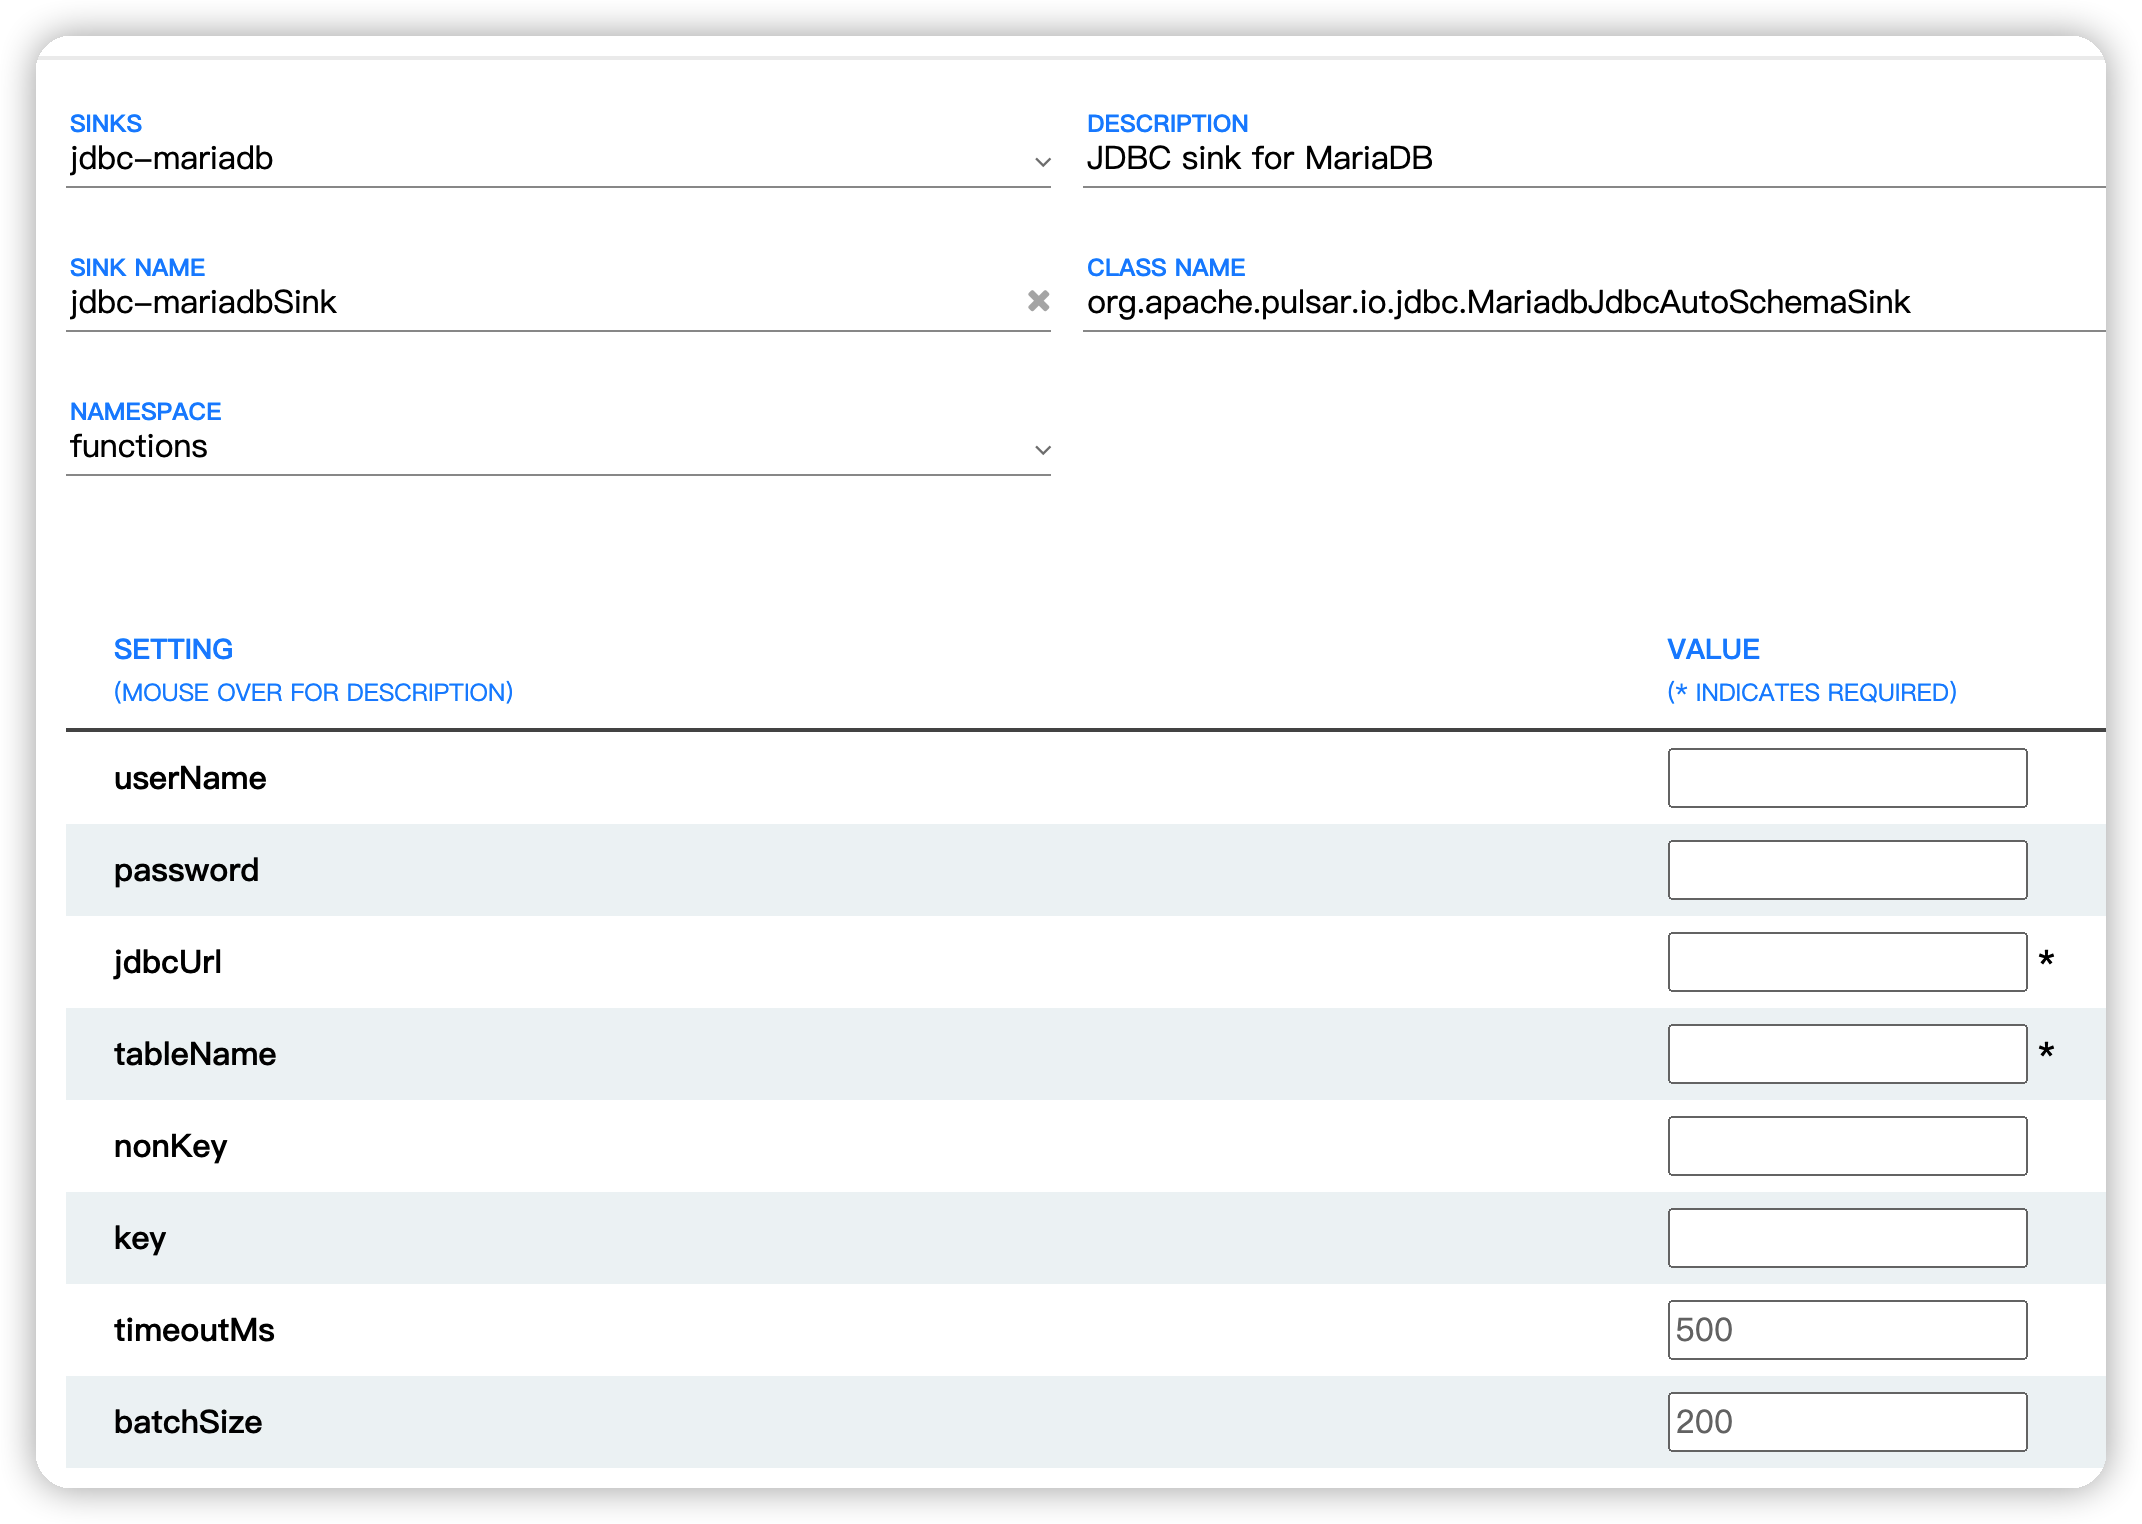 SINKS
jdbc-mariadb
DESCRIPTION
JDBC sink for MariaDB
SINK NAME
jdbc-mariadbSink
CLASS NAME
org.apache.pulsar.io.jdbc.MariadbJdbcAutoSchemaSink
NAMESPACE
functions
SETTING
(MOUSE OVER FOR DESCRIPTION)
VALUE
(* INDICATES REQUIRED)
userName
password
jdbcUrl *
tableName *
nonKey
key
timeoutMs 500
batchSize 200